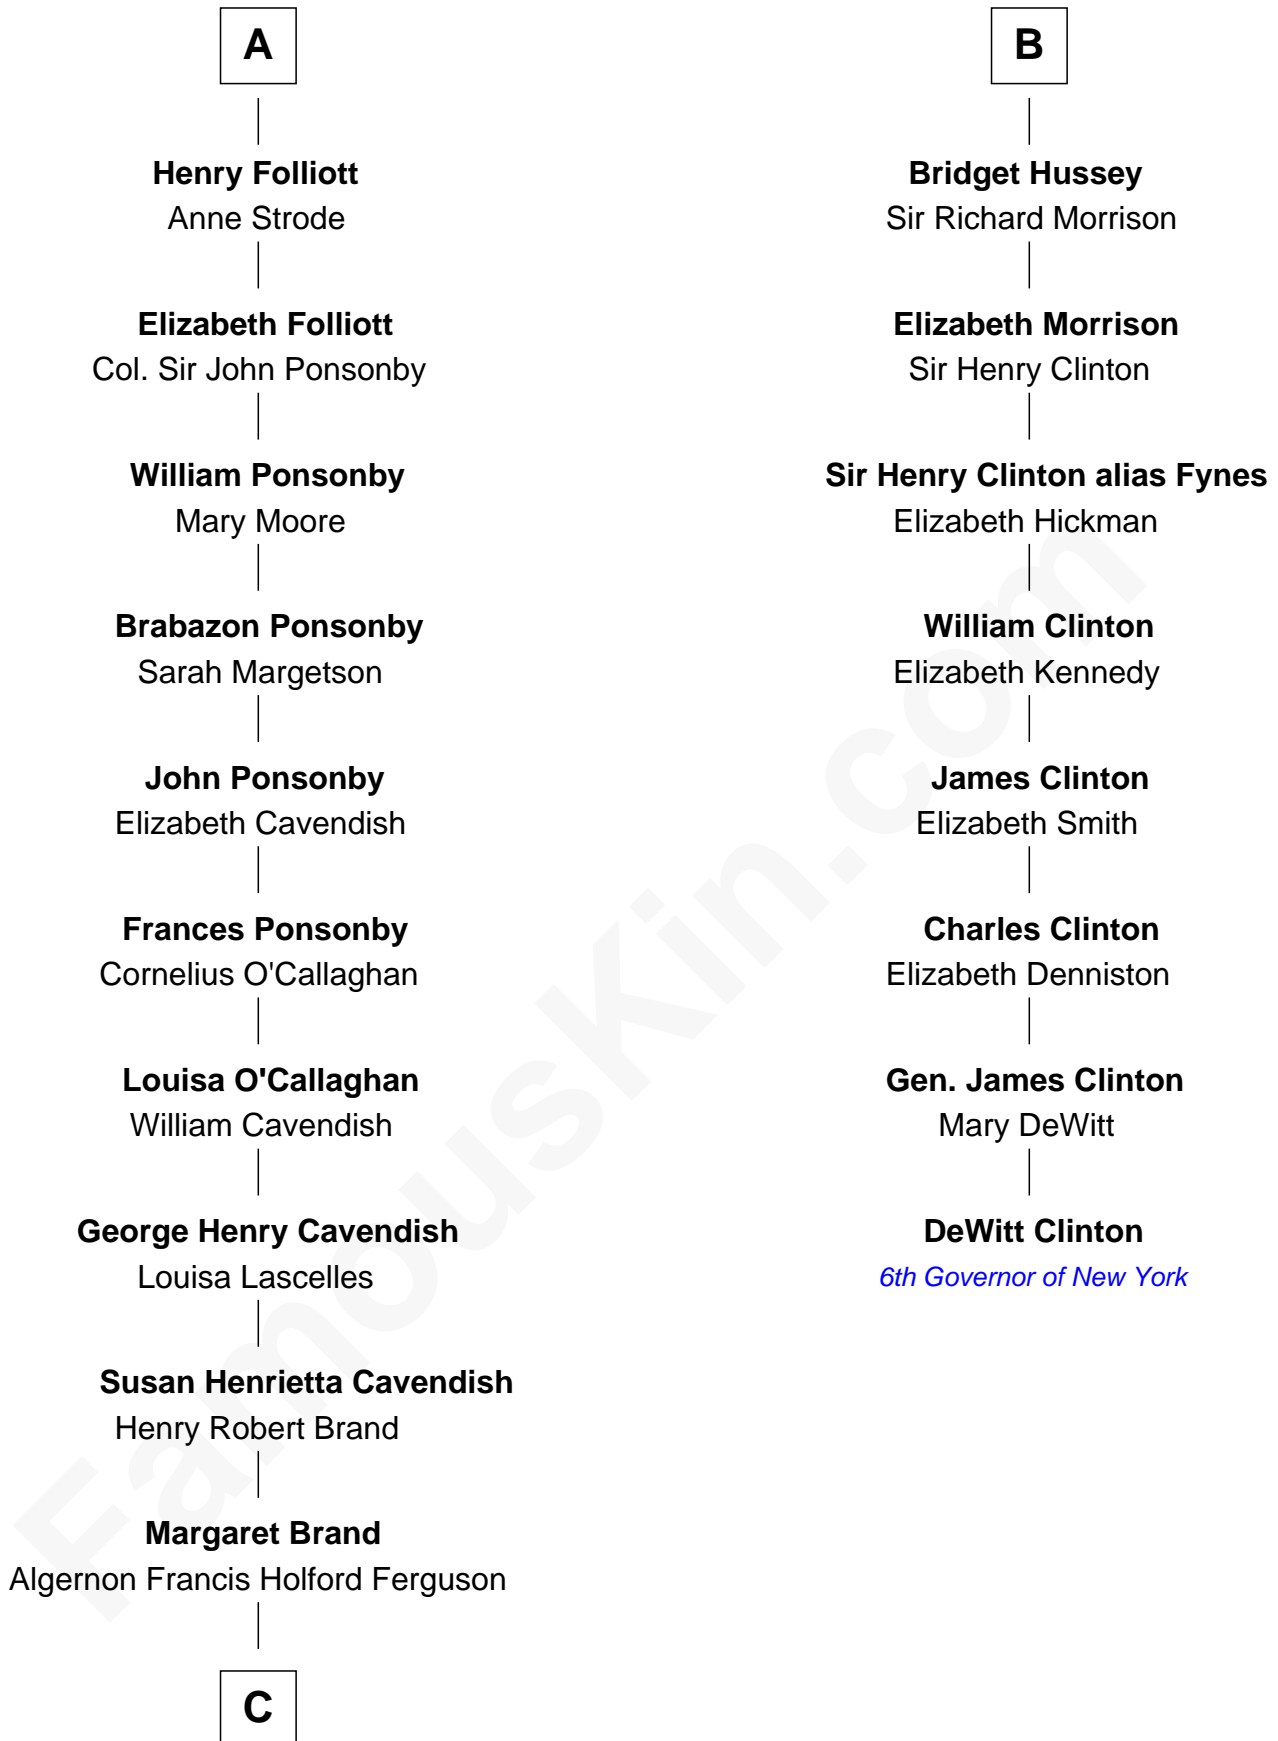 A
Henry Folliott
Anne Strode
Elizabeth Folliott
Col. Sir John Ponsonby
William Ponsonby
Mary Moore
Brabazon Ponsonby
Sarah Margetson
John Ponsonby
Elizabeth Cavendish
Frances Ponsonby
Cornelius O'Callaghan
Louisa O'Callaghan
William Cavendish
George Henry Cavendish
Louisa Lascelles
Susan Henrietta Cavendish
Henry Robert Brand
Margaret Brand
Algernon Francis Holford Ferguson
C
B
Bridget Hussey
Sir Richard Morrison
Elizabeth Morrison
Sir Henry Clinton
Sir Henry Clinton alias Fynes
Elizabeth Hickman
William Clinton
Elizabeth Kennedy
James Clinton
Elizabeth Smith
Charles Clinton
Elizabeth Denniston
Gen. James Clinton
Mary DeWitt
DeWitt Clinton
6th Governor of New York
FamousKin.com